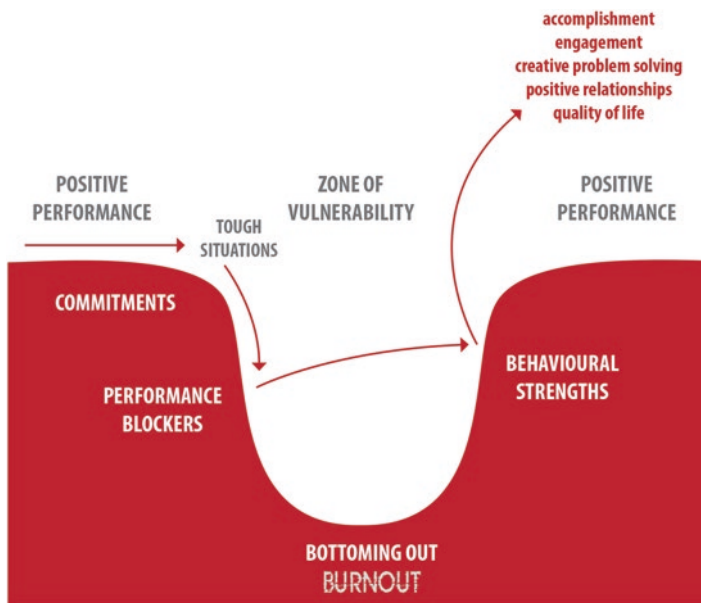 accomplishment
engagement
creative problem solving
positive relationships
quality of life
POSITIVE
PERFORMANCE
ZONE OF
VULNERABILITY
POSITIVE
PERFORMANCE
TOUGH
SITUATIONS
COMMITMENTS
PERFORMANCE
BLOCKERS
BEHAVIOURAL
STRENGTHS
BOTTOMING OUT
BURNOUT